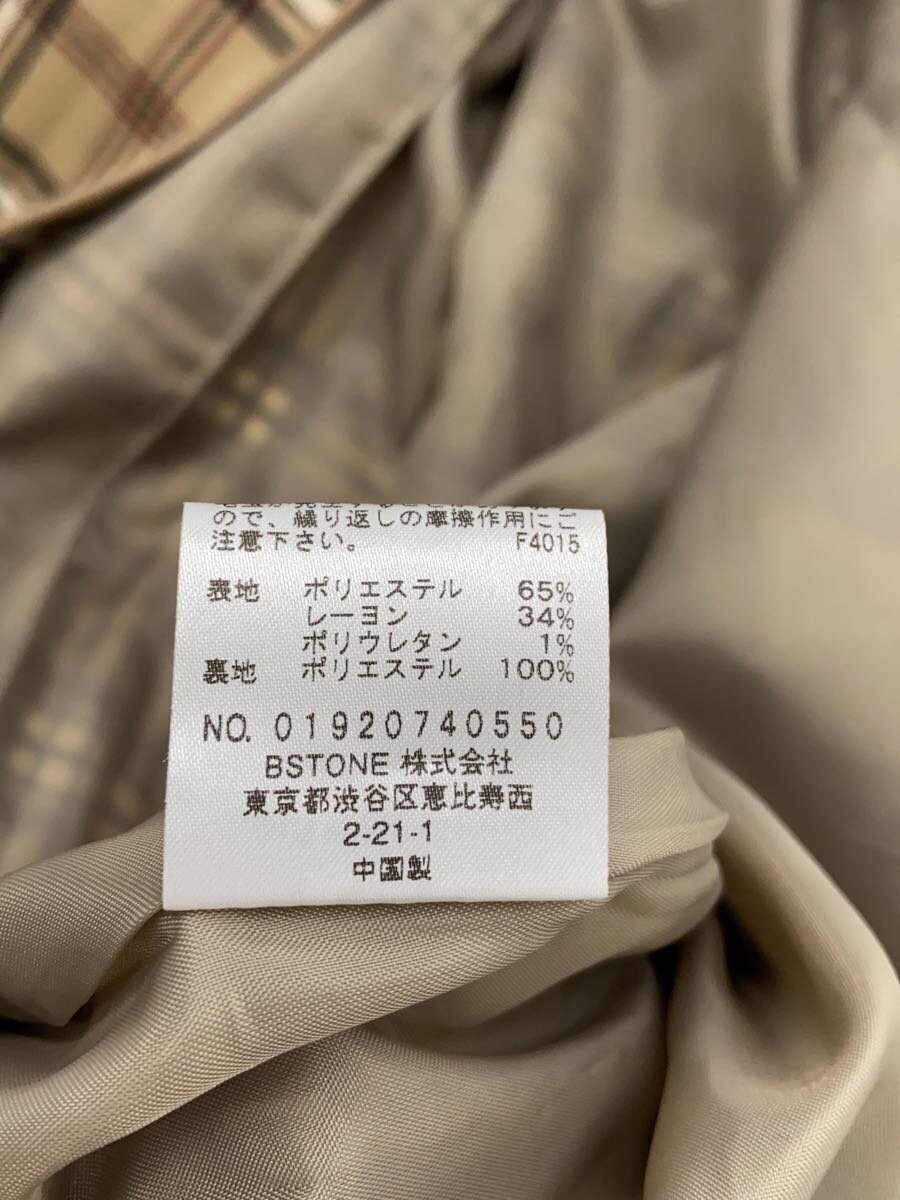 ので、繰り返しの摩擦作用にご
注意下さい。 F4015
表地 ポリエステル 65%
レーヨン 34%
ポリウレタン 1%
裏地 ポリエステル 100%
NO. 01920740550
BSTONE 株式会社
東京都渋谷区恵比寿西
2-21-1
中国製